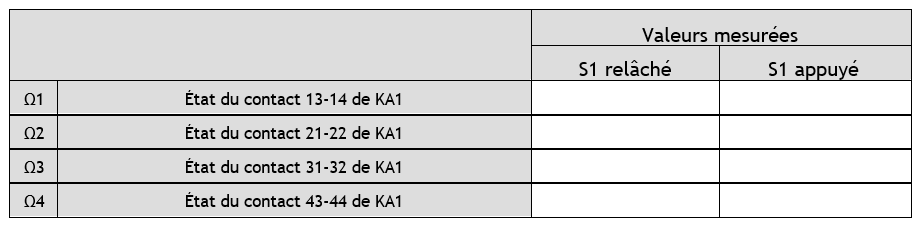 Valeurs mesurées
S1 relâché S1 appuyé
Ω1 État du contact 13-14 de KA1
Ω2 État du contact 21-22 de KA1
Ω3 État du contact 31-32 de KA1
Ω4 État du contact 43-44 de KA1